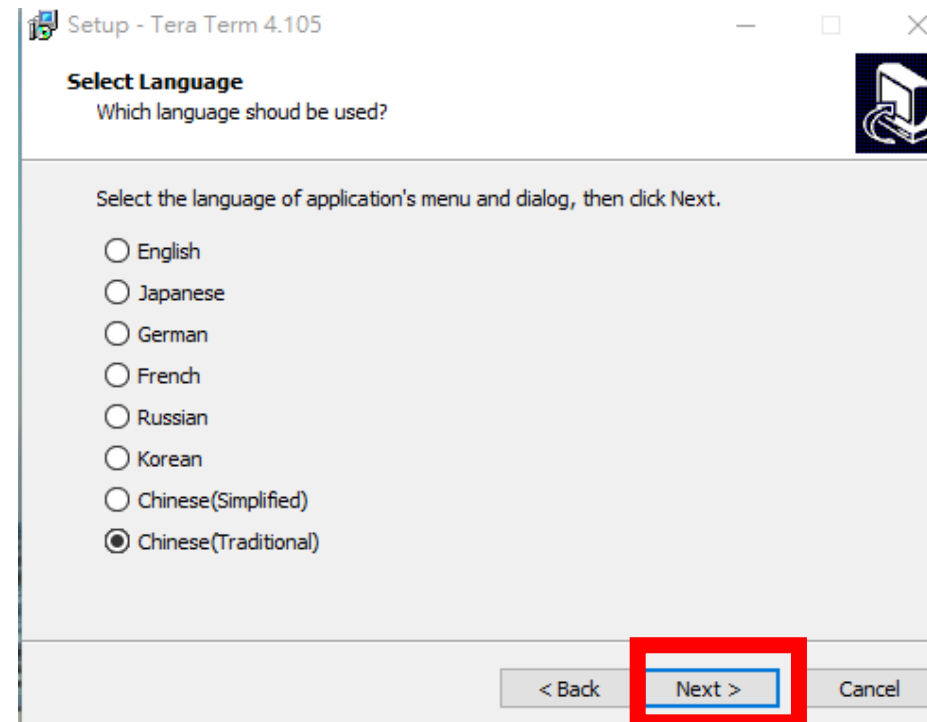 Setup - Tera Term 4.105
Select Language
Which language shoud be used?
Select the language of application's menu and dialog, then click Next.
English
Japanese
German
French
Russian
Korean
Chinese(Simplified)
Chinese(Traditional)
< Back Next > Cancel